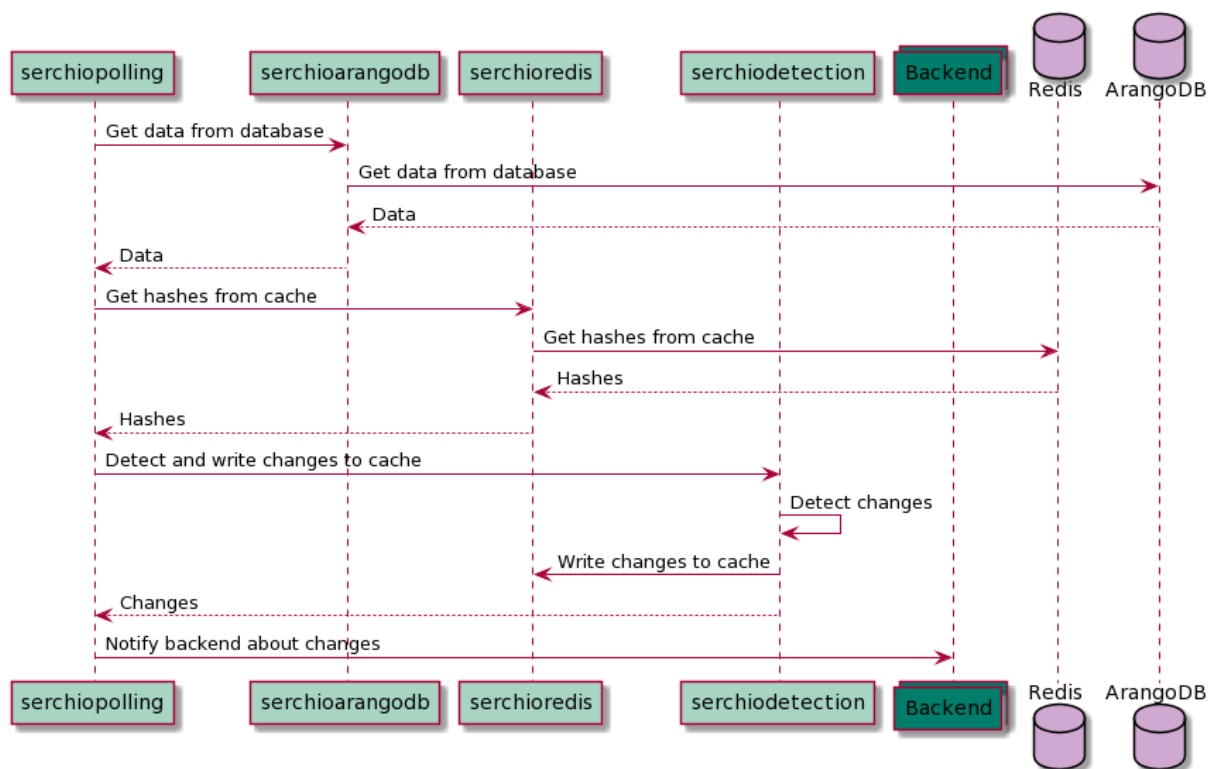 serchiopolling
serchioarangodb
serchioredis
serchiodetection
Backend
Redis
ArangoDB
Get data from database
Get data from database
Data
Data
Get hashes from cache
Get hashes from cache
Hashes
Hashes
Detect and write changes to cache
Detect changes
Write changes to cache
Changes
Notify backend about changes
serchiopolling
serchioarangodb
serchioredis
serchiodetection
Backend
Redis
ArangoDB